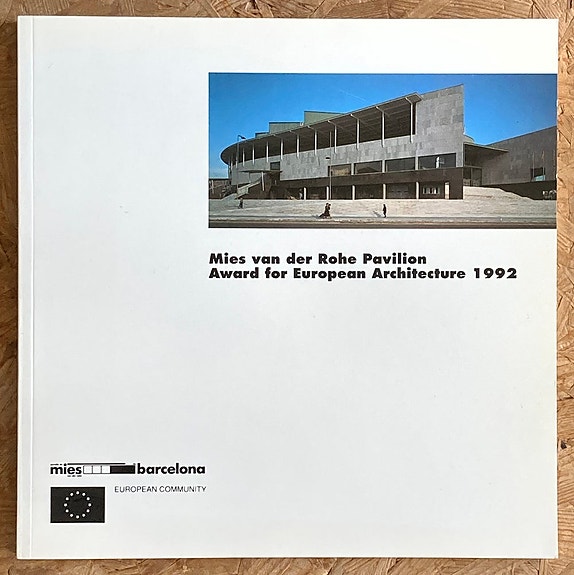 Mies van der Rohe Pavilion
Award for European Architecture 1992
mies barcelona
EUROPEAN COMMUNITY